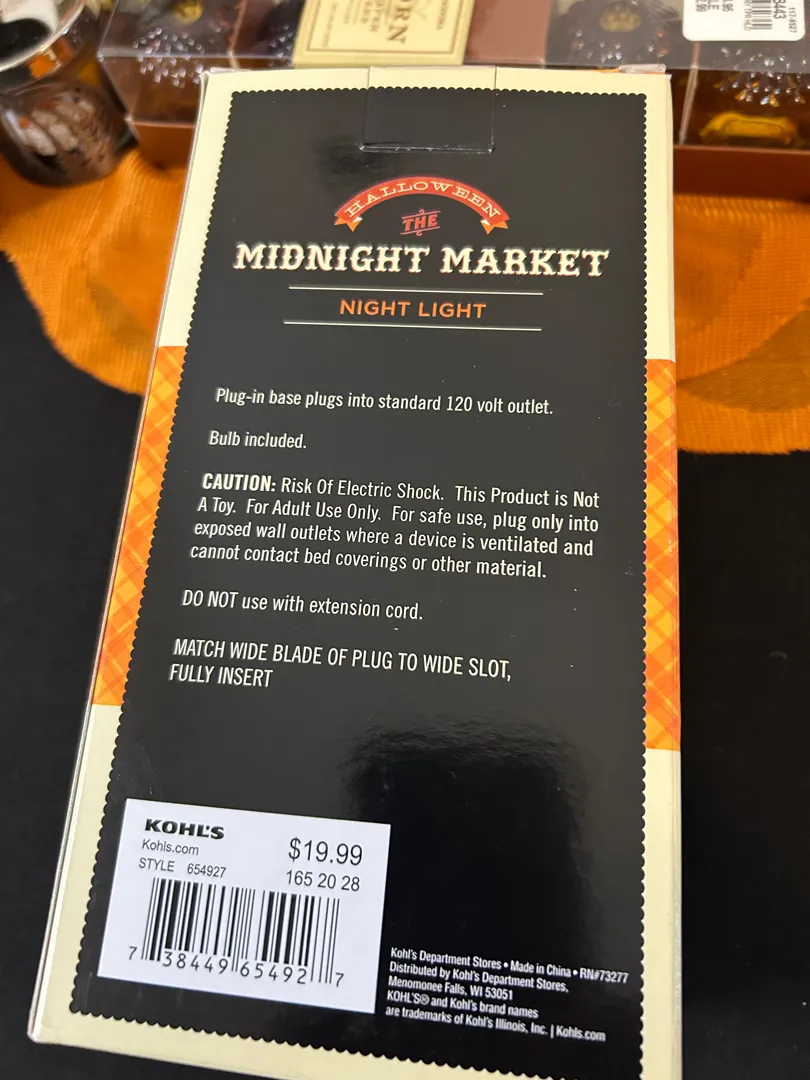 ORN
HALLOWEEN
THE
MIDNIGHT MARKET
NIGHT LIGHT
Plug-in base plugs into standard 120 volt outlet.
Bulb included.
CAUTION: Risk Of Electric Shock. This Product is Not
A Toy. For Adult Use Only. For safe use, plug only into
exposed wall outlets where a device is ventilated and
cannot contact bed coverings or other material.
DO NOT use with extension cord.
MATCH WIDE BLADE OF PLUG TO WIDE SLOT,
FULLY INSERT
KOHL'S
Kohls.com
$19.99
STYLE 654927
165 20 28
7 38449 65492 7
Kohl's Department Stores • Made in China • RN#73277
Distributed by Kohl's Department Stores,
Menomonee Falls, WI 53051
KOHL'S® and Kohl's brand names
are trademarks of Kohl's Illinois, Inc. | Kohls.com